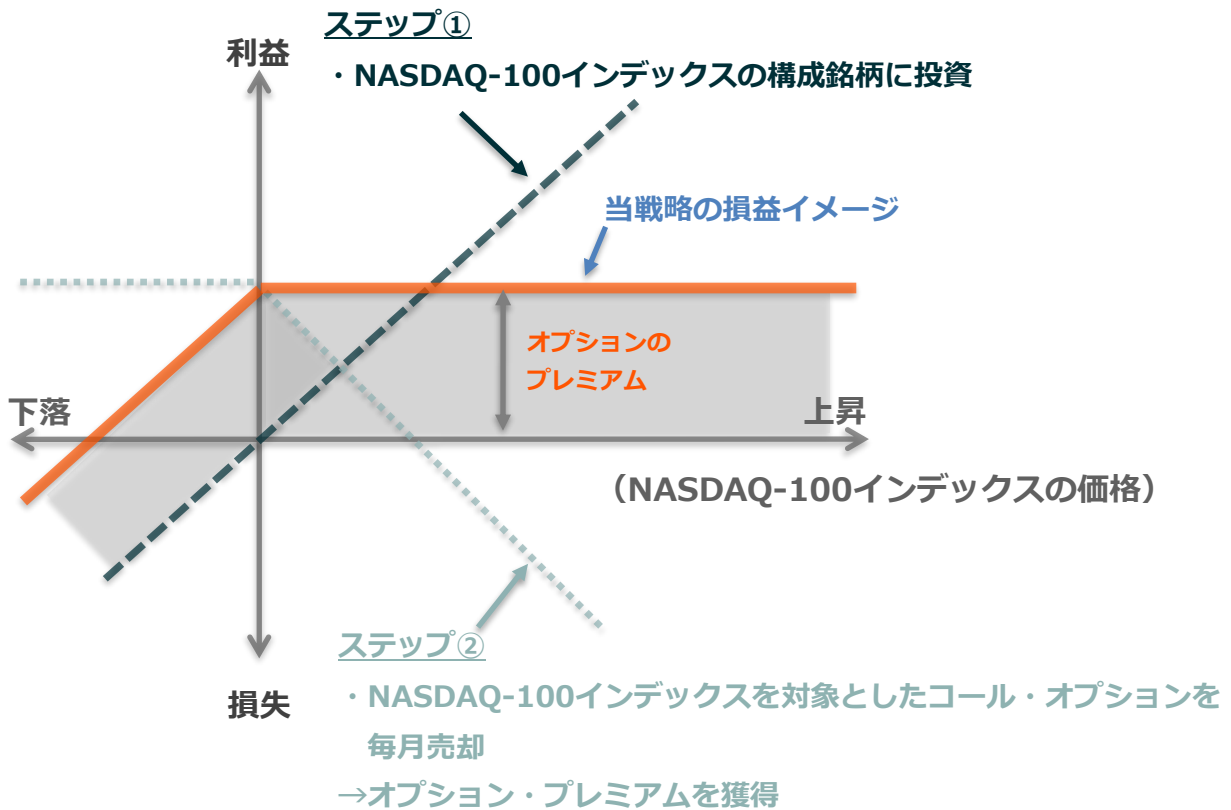 ステップ①
・NASDAQ-100インデックスの構成銘柄に投資
利益
当戦略の損益イメージ
オプションの
プレミアム
下落
上昇
（NASDAQ-100インデックスの価格）
ステップ②
・NASDAQ-100インデックスを対象としたコール・オプションを
毎月売却
→オプション・プレミアムを獲得
損失